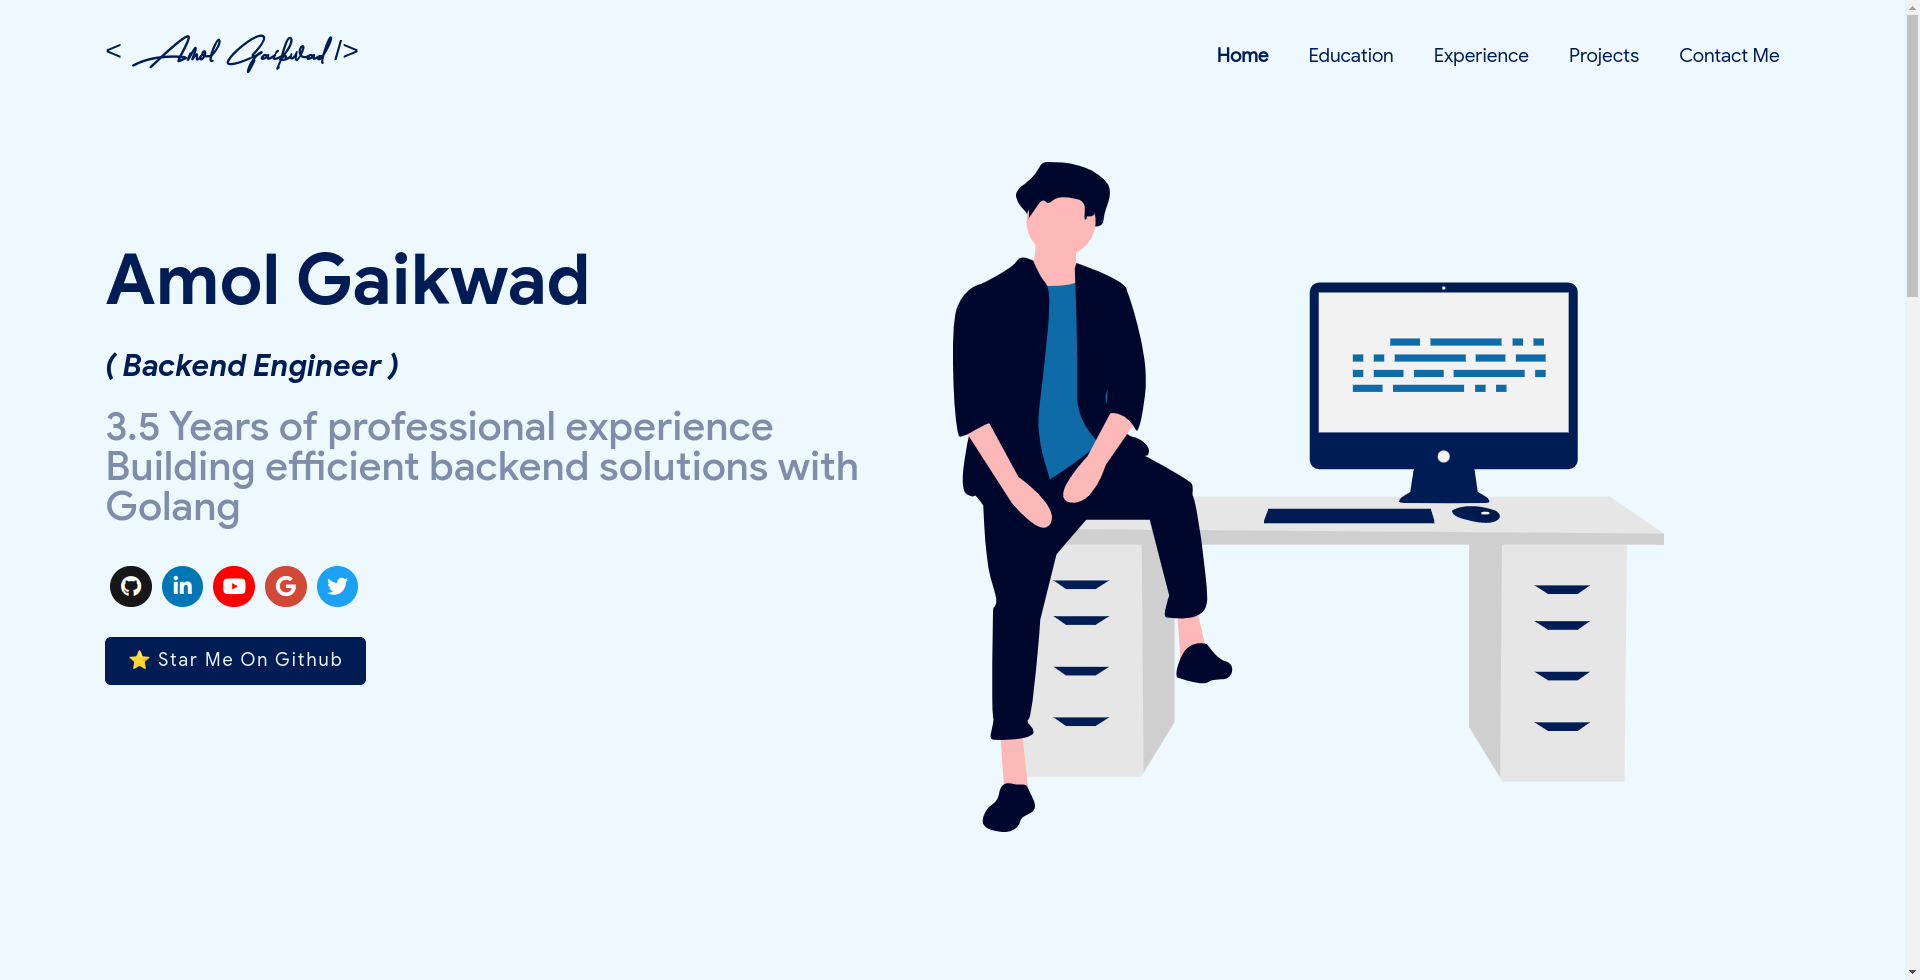 < Amol Gaikwad />
Home Education Experience Projects Contact Me
Amol Gaikwad
( Backend Engineer )
3.5 Years of professional experience
Building efficient backend solutions with
Golang
in G
⭐ Star Me On Github